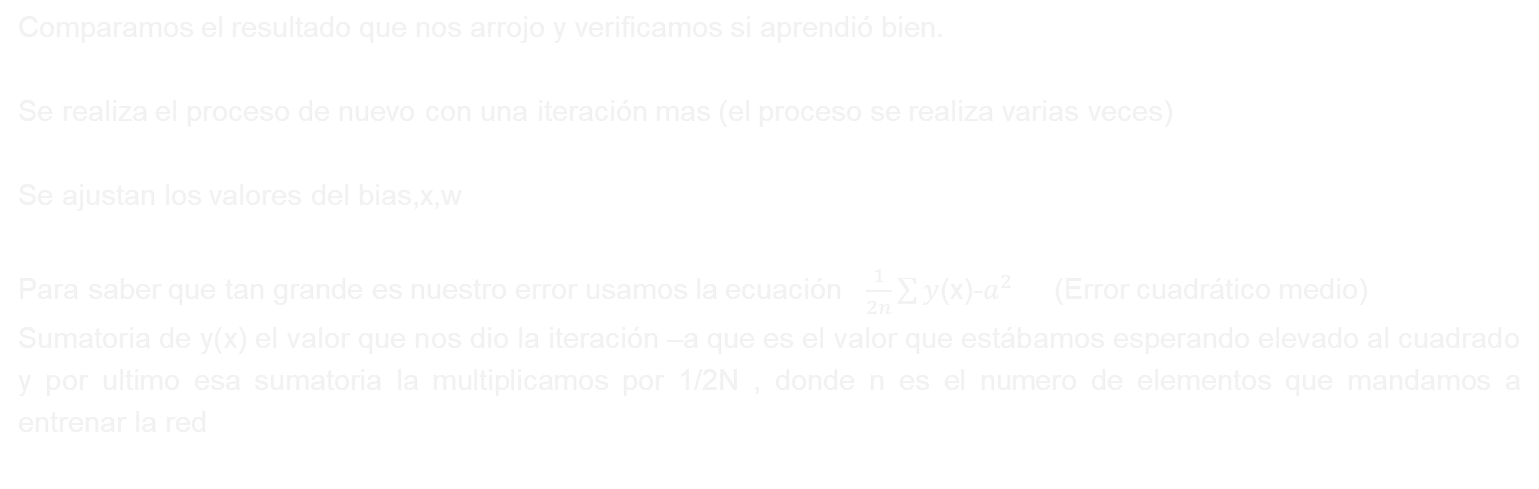 Comparamos el resultado que nos arrojo y verificamos si aprendió bien.
Se realiza el proceso de nuevo con una iteración mas (el proceso se realiza varias veces)
Se ajustan los valores del bias,x,w
Para saber que tan grande es nuestro error usamos la ecuación 1/2n ∑ y(x)-a² (Error cuadrático medio)
Sumatoria de y(x) el valor que nos dio la iteración –a que es el valor que estábamos esperando elevado al cuadrado
y por ultimo esa sumatoria la multiplicamos por 1/2N , donde n es el numero de elementos que mandamos a
entrenar la red